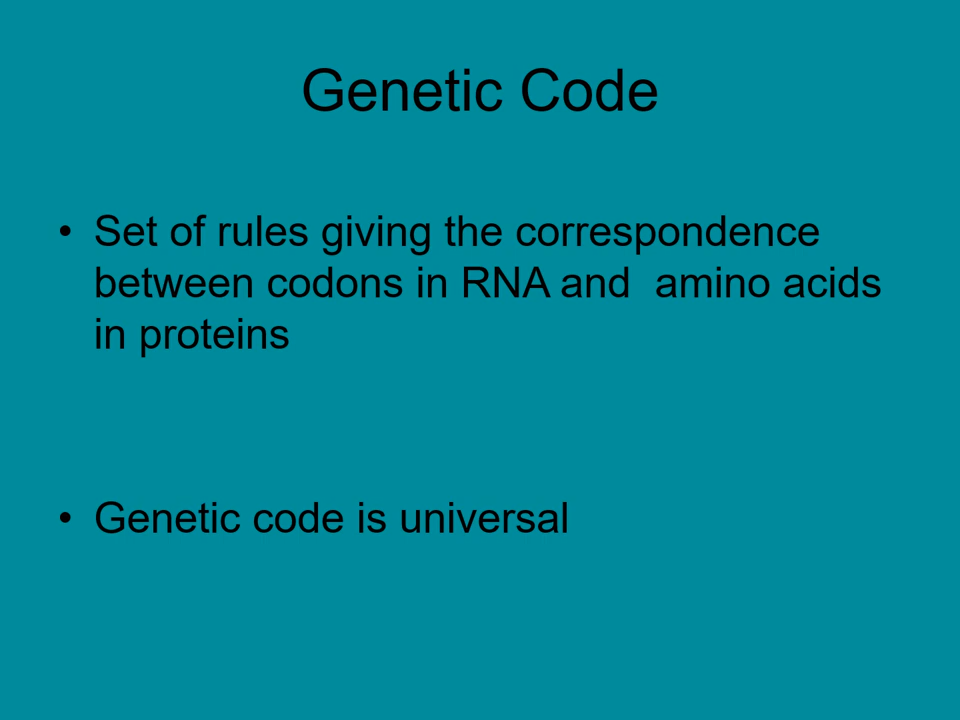 Genetic Code
• Set of rules giving the correspondence
between codons in RNA and  amino acids
in proteins
• Genetic code is universal